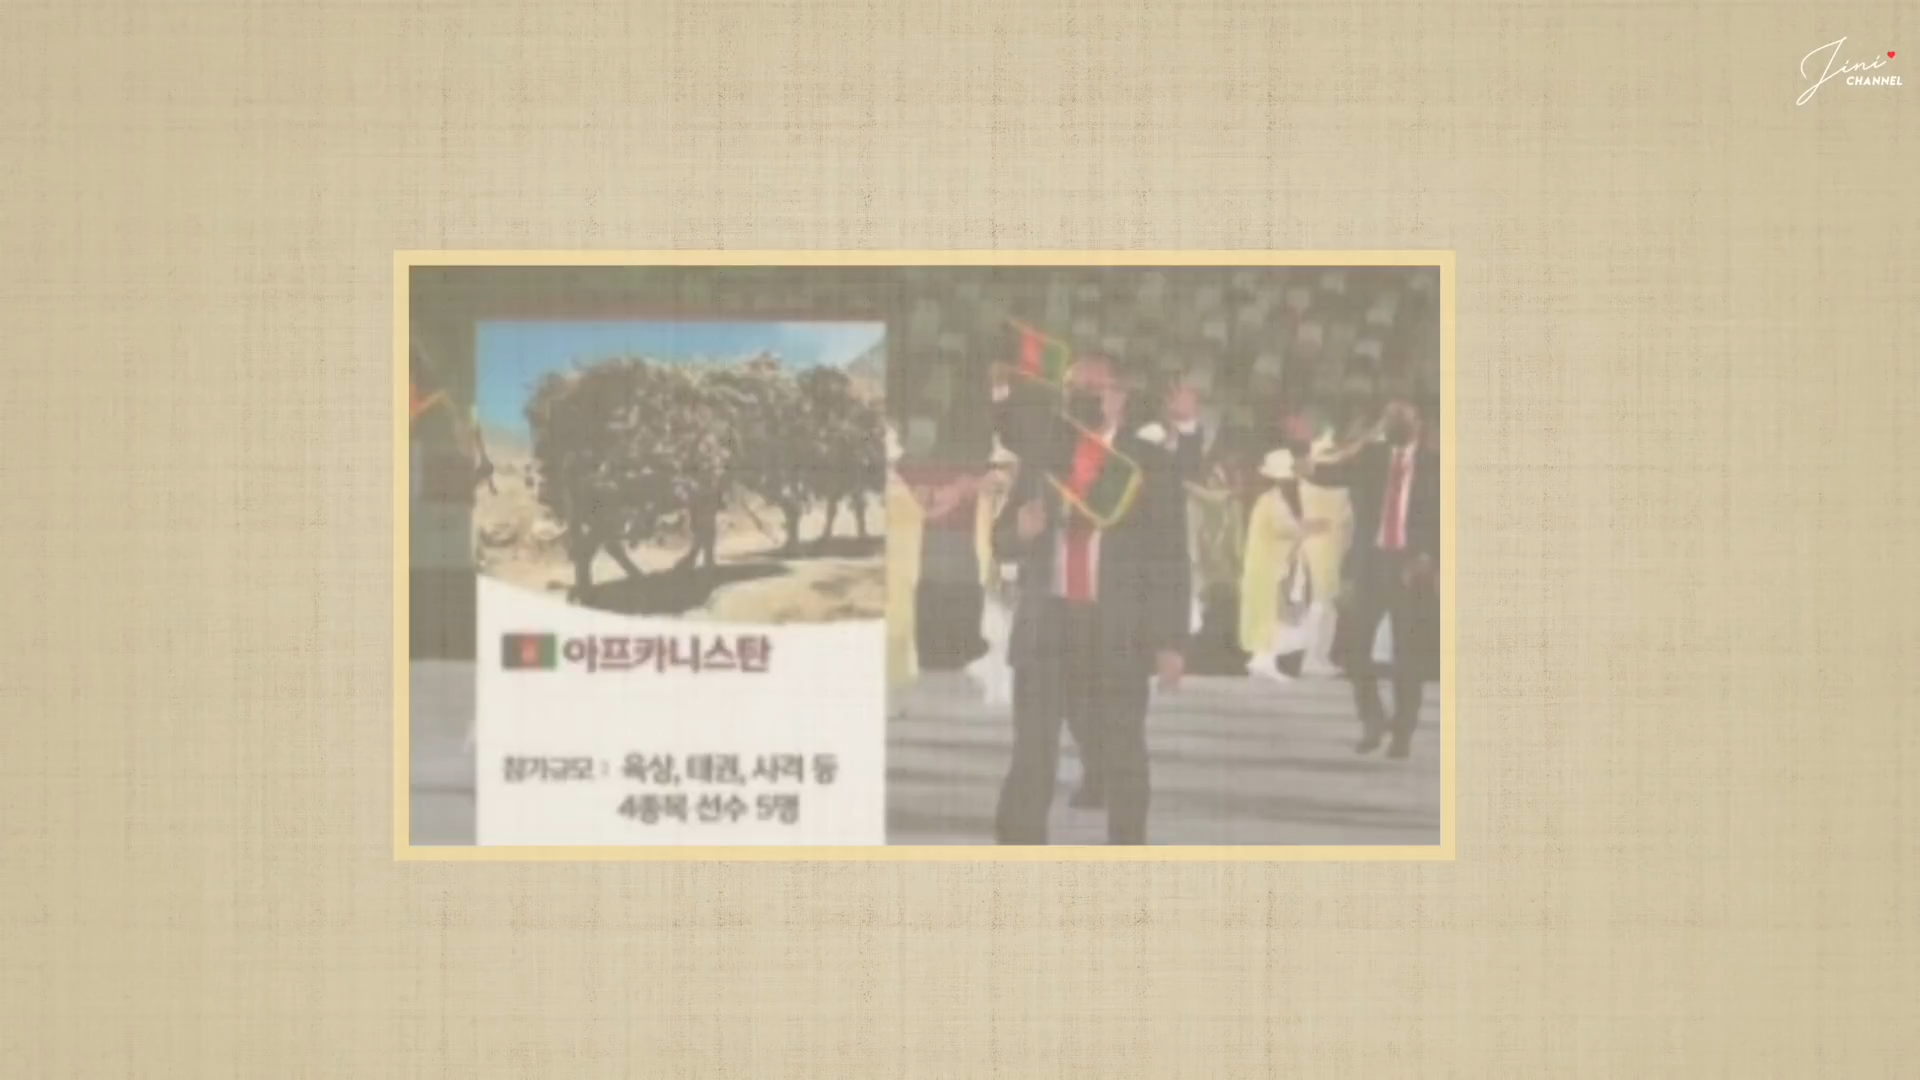 Jini
CHANNEL
아프카니스탄
참가규모 : 육상, 태권, 사격 등
4종목 선수 5명